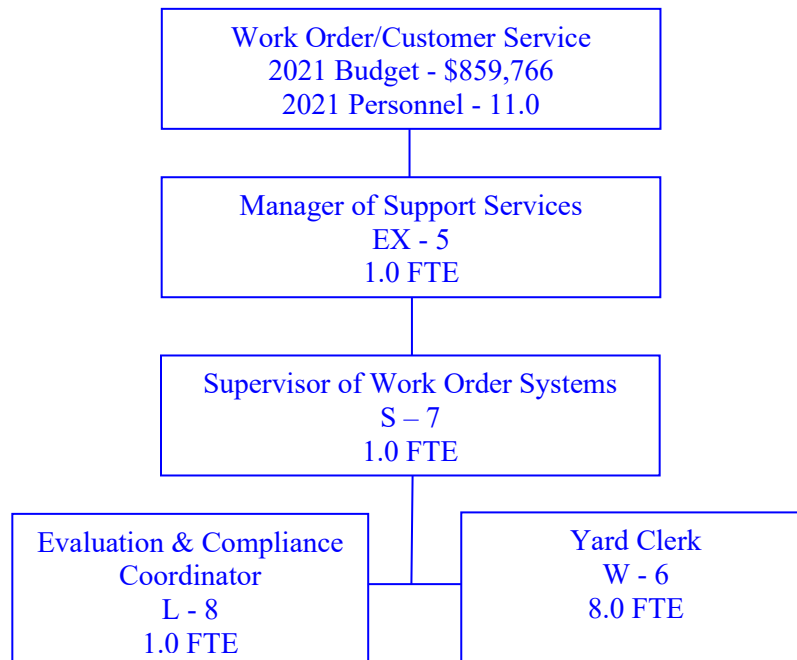 Work Order/Customer Service
2021 Budget - $859,766
2021 Personnel - 11.0
Manager of Support Services
EX - 5
1.0 FTE
Supervisor of Work Order Systems
S – 7
1.0 FTE
Evaluation & Compliance
Coordinator
L - 8
1.0 FTE
Yard Clerk
W - 6
8.0 FTE